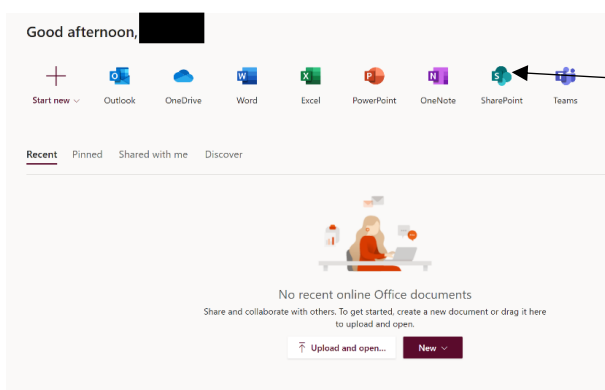 Good afternoon,
Start new Outlook OneDrive Word Excel PowerPoint OneNote SharePoint Teams
Recent Pinned Shared with me Discover
No recent online Office documents
Share and collaborate with others. To get started, create a new document or drag it here
to upload and open.
Upload and open... New